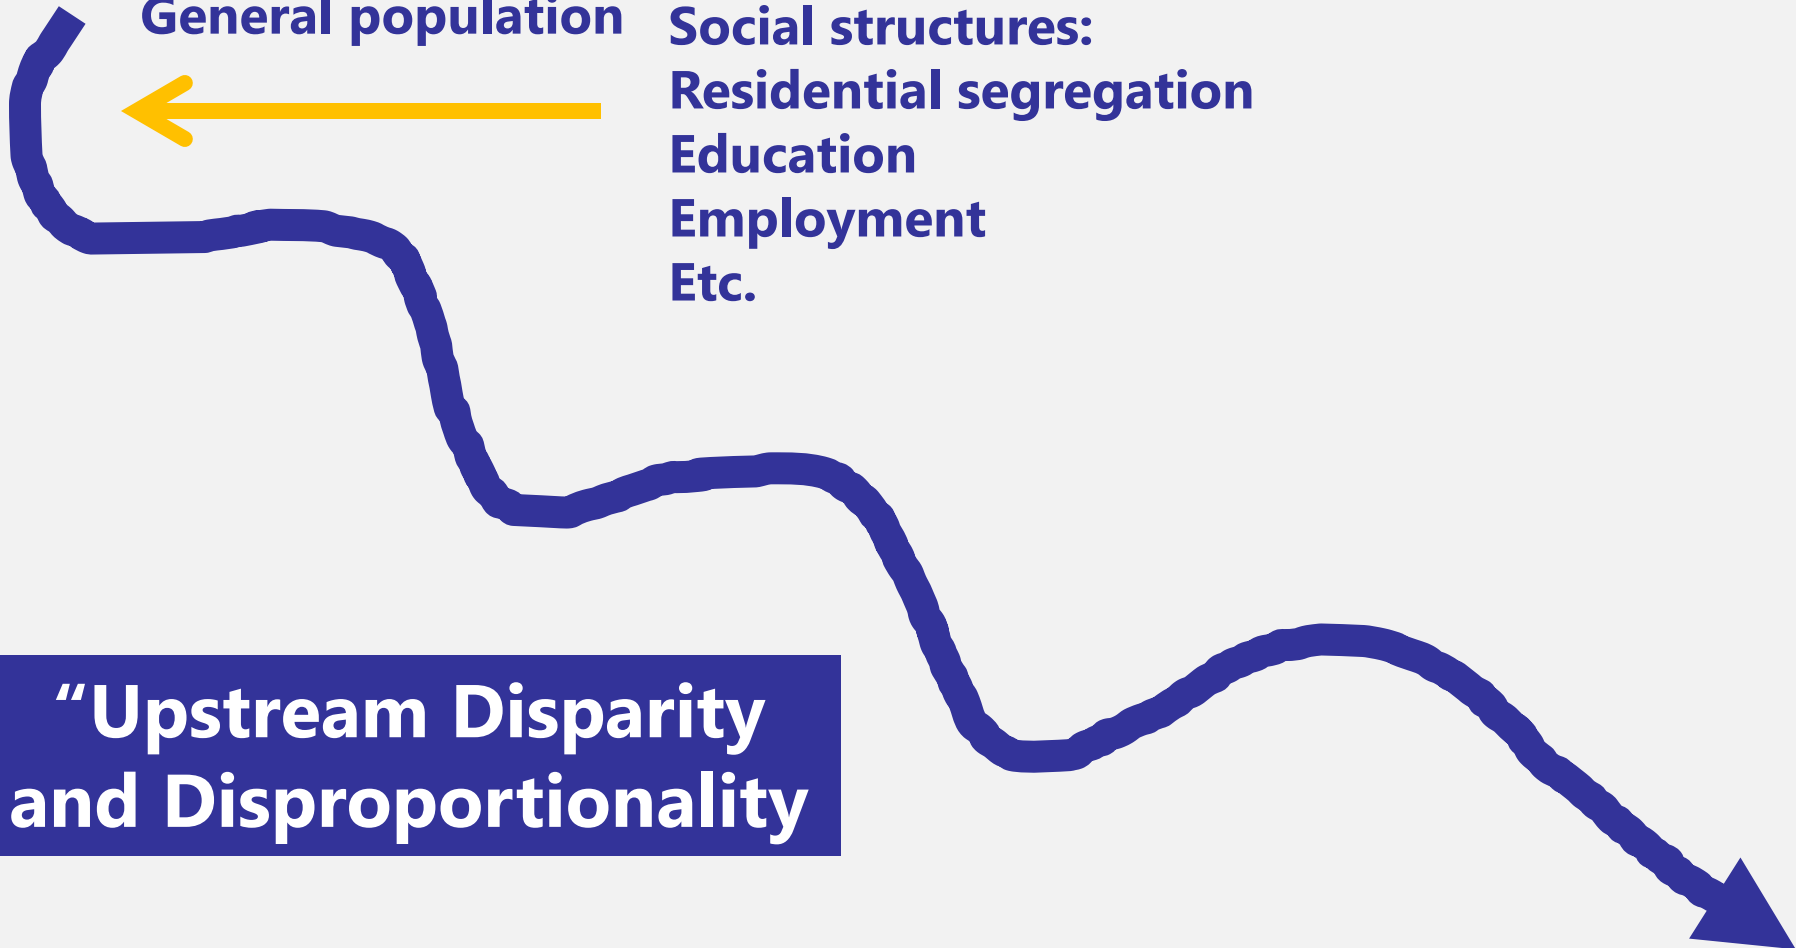 General population
Social structures:
Residential segregation
Education
Employment
Etc.
“Upstream Disparity
and Disproportionality